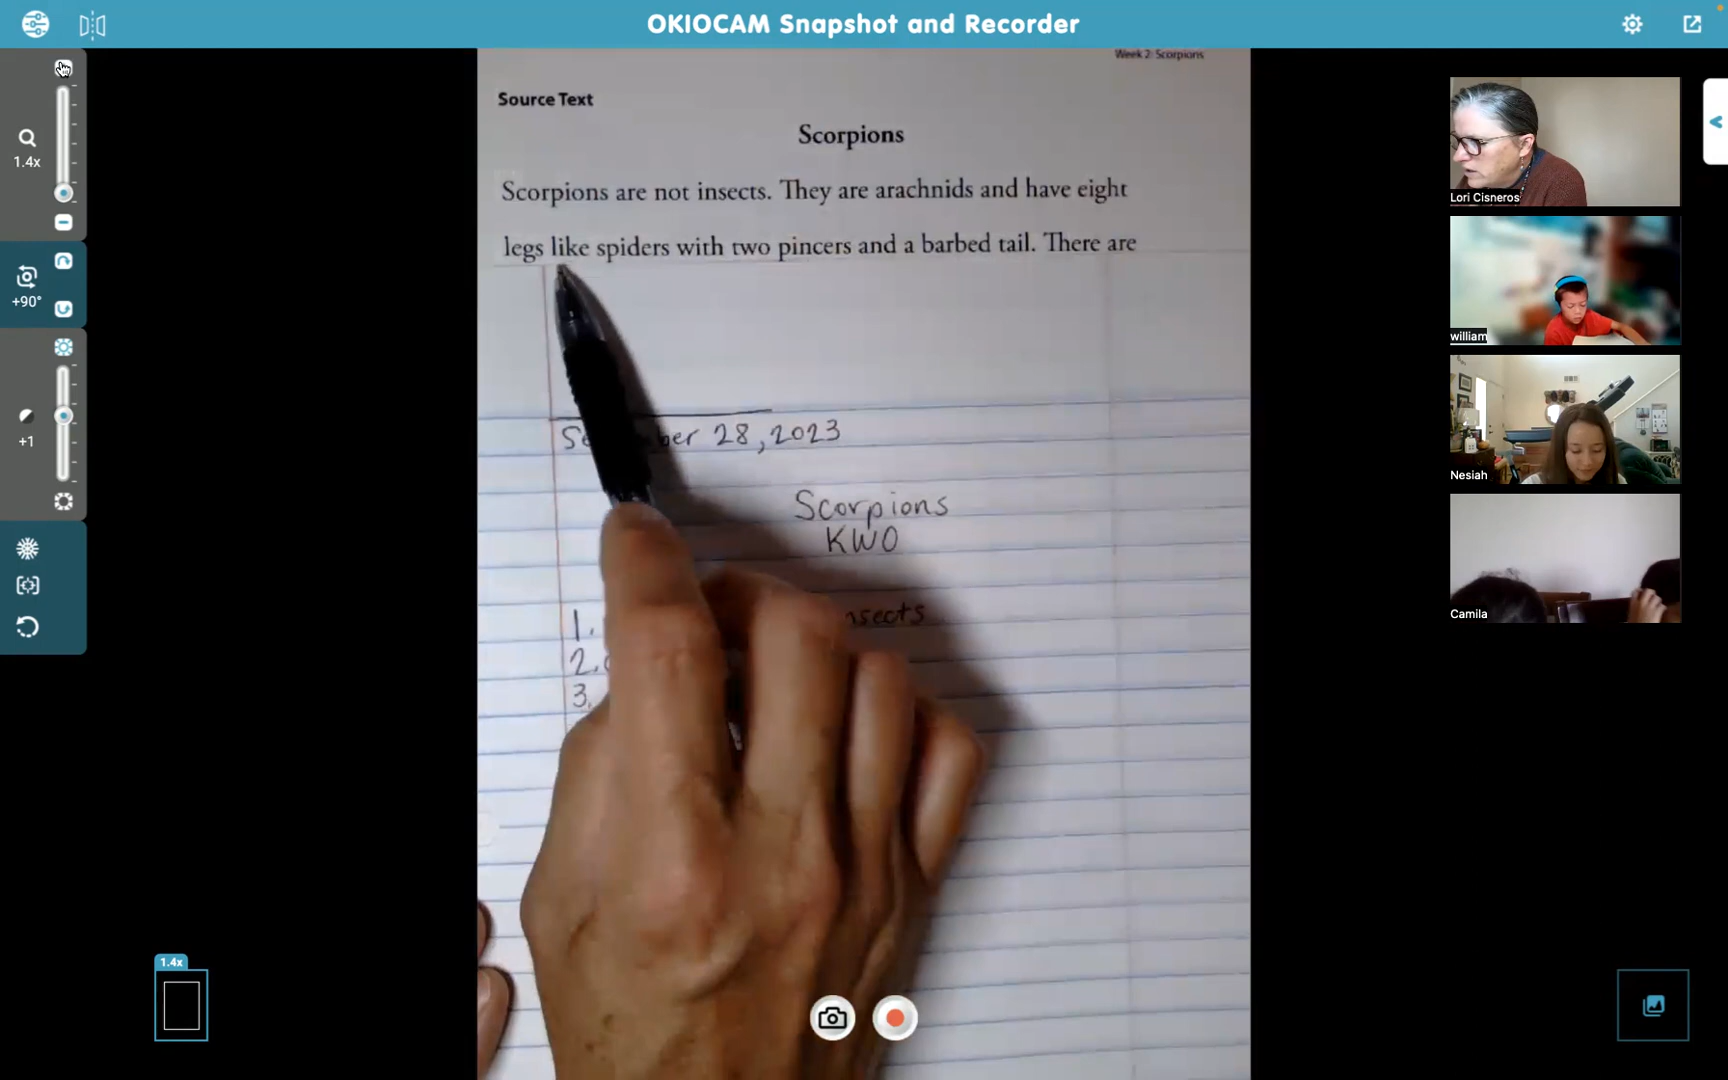 OKIOCAM Snapshot and Recorder
Week 2: Scorpions
Source Text
Scorpions
Scorpions are not insects. They are arachnids and have eight
legs like spiders with two pincers and a barbed tail. There are
28, 2023
Scorpions
KWO
1.
2.
3.
1.4x
+90°
+1
1.4x
Lori Cisneros
william
Nesiah
Camila